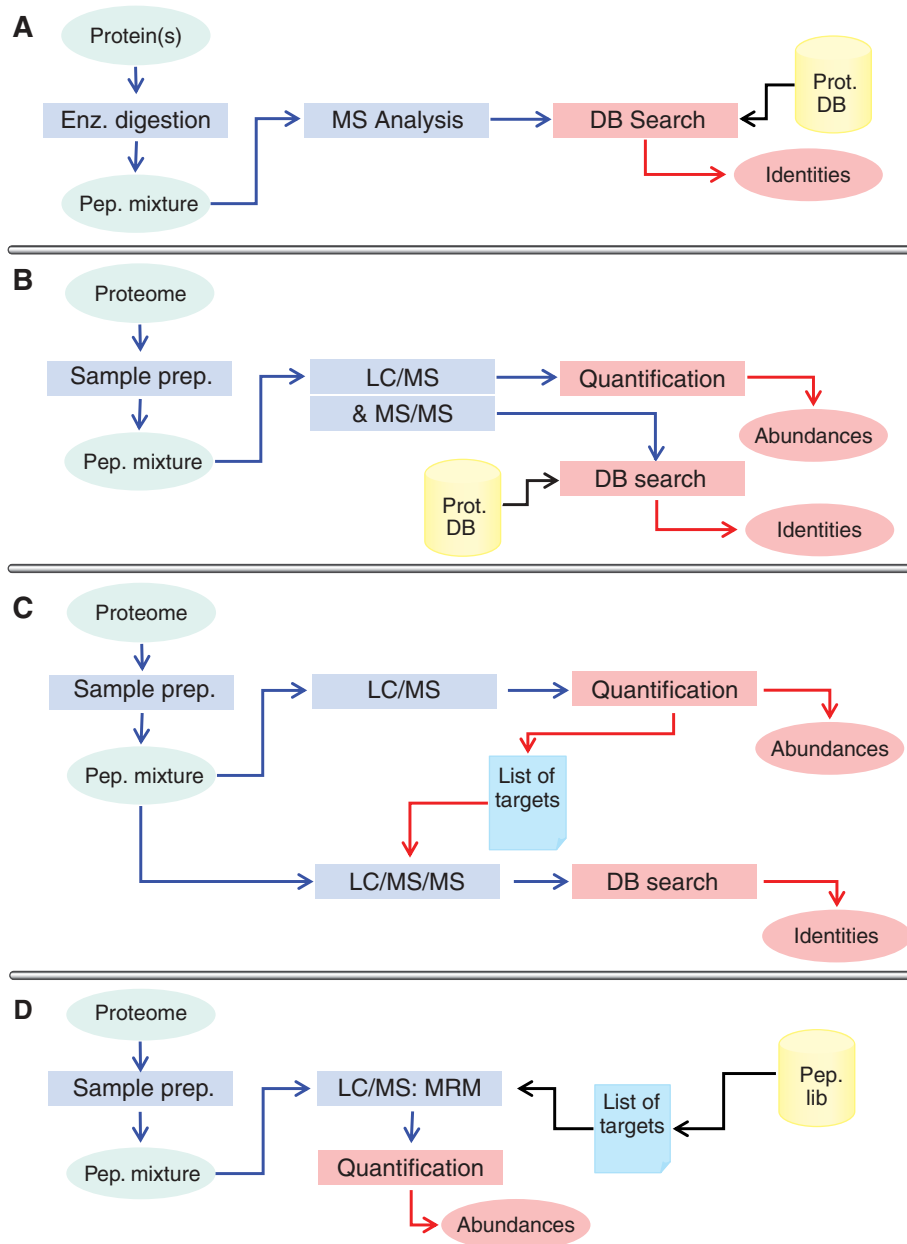 A
Protein(s)
Enz. digestion
Pep. mixture
MS Analysis
DB Search
Prot.
DB
Identities
B
Proteome
Sample prep.
Pep. mixture
LC/MS
& MS/MS
Quantification
Abundances
Prot.
DB
DB search
Identities
C
Proteome
Sample prep.
Pep. mixture
LC/MS
Quantification
Abundances
List of
targets
LC/MS/MS
DB search
Identities
D
Proteome
Sample prep.
Pep. mixture
LC/MS: MRM
Quantification
Abundances
List of
targets
Pep.
lib